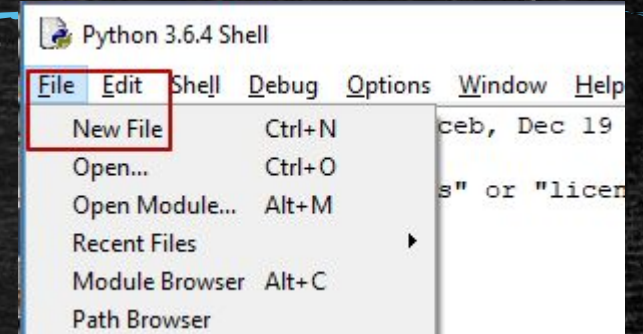 Python 3.6.4 Shell
File Edit Shell Debug Options Window Help
New File Ctrl+N ceb, Dec 19
Open... Ctrl+O
Open Module... Alt+M s" or "licen
Recent Files
Module Browser Alt+C
Path Browser